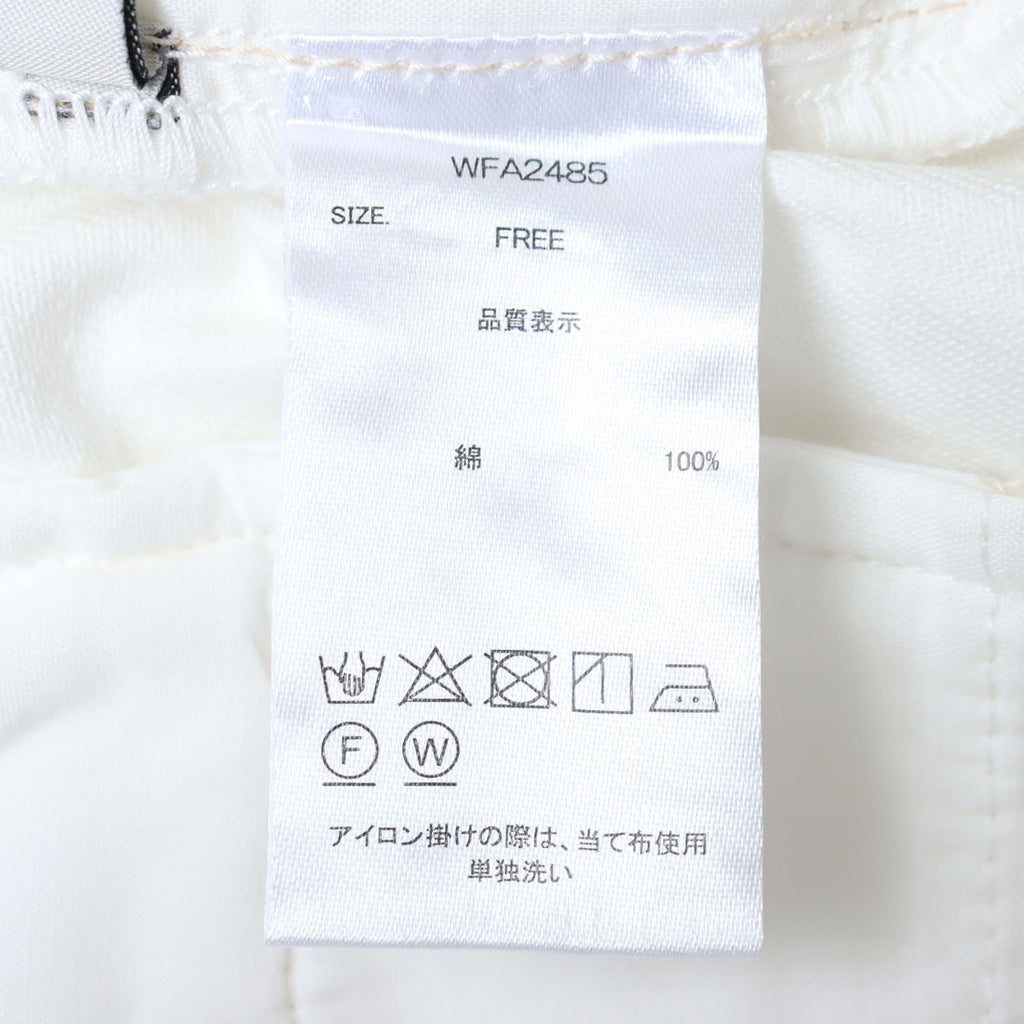 WFA2485
SIZE.
FREE
品質表示
綿 100%
F W
アイロン掛けの際は、当て布使用
単独洗い